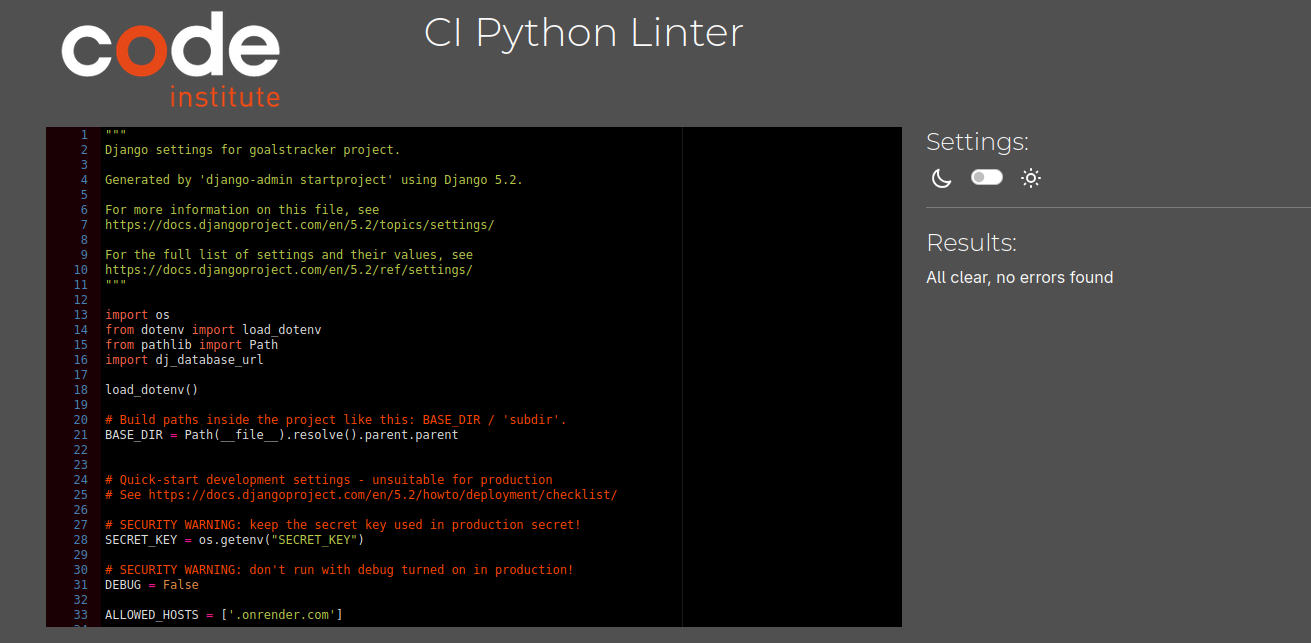 code
institute
CI Python Linter
1 """
2 Django settings for goalstracker project.
3
4 Generated by 'django-admin startproject' using Django 5.2.
5
6 For more information on this file, see
7 https://docs.djangoproject.com/en/5.2/topics/settings/
8
9 For the full list of settings and their values, see
10 https://docs.djangoproject.com/en/5.2/ref/settings/
11 """
12
13 import os
14 from dotenv import load_dotenv
15 from pathlib import Path
16 import dj_database_url
17
18 load_dotenv()
19
20 # Build paths inside the project like this: BASE_DIR / 'subdir'.
21 BASE_DIR = Path(__file__).resolve().parent.parent
22
23
24 # Quick-start development settings - unsuitable for production
25 # See https://docs.djangoproject.com/en/5.2/howto/deployment/checklist/
26
27 # SECURITY WARNING: keep the secret key used in production secret!
28 SECRET_KEY = os.getenv("SECRET_KEY")
29
30 # SECURITY WARNING: don't run with debug turned on in production!
31 DEBUG = False
32
33 ALLOWED_HOSTS = ['.onrender.com']
Settings:
Results:
All clear, no errors found